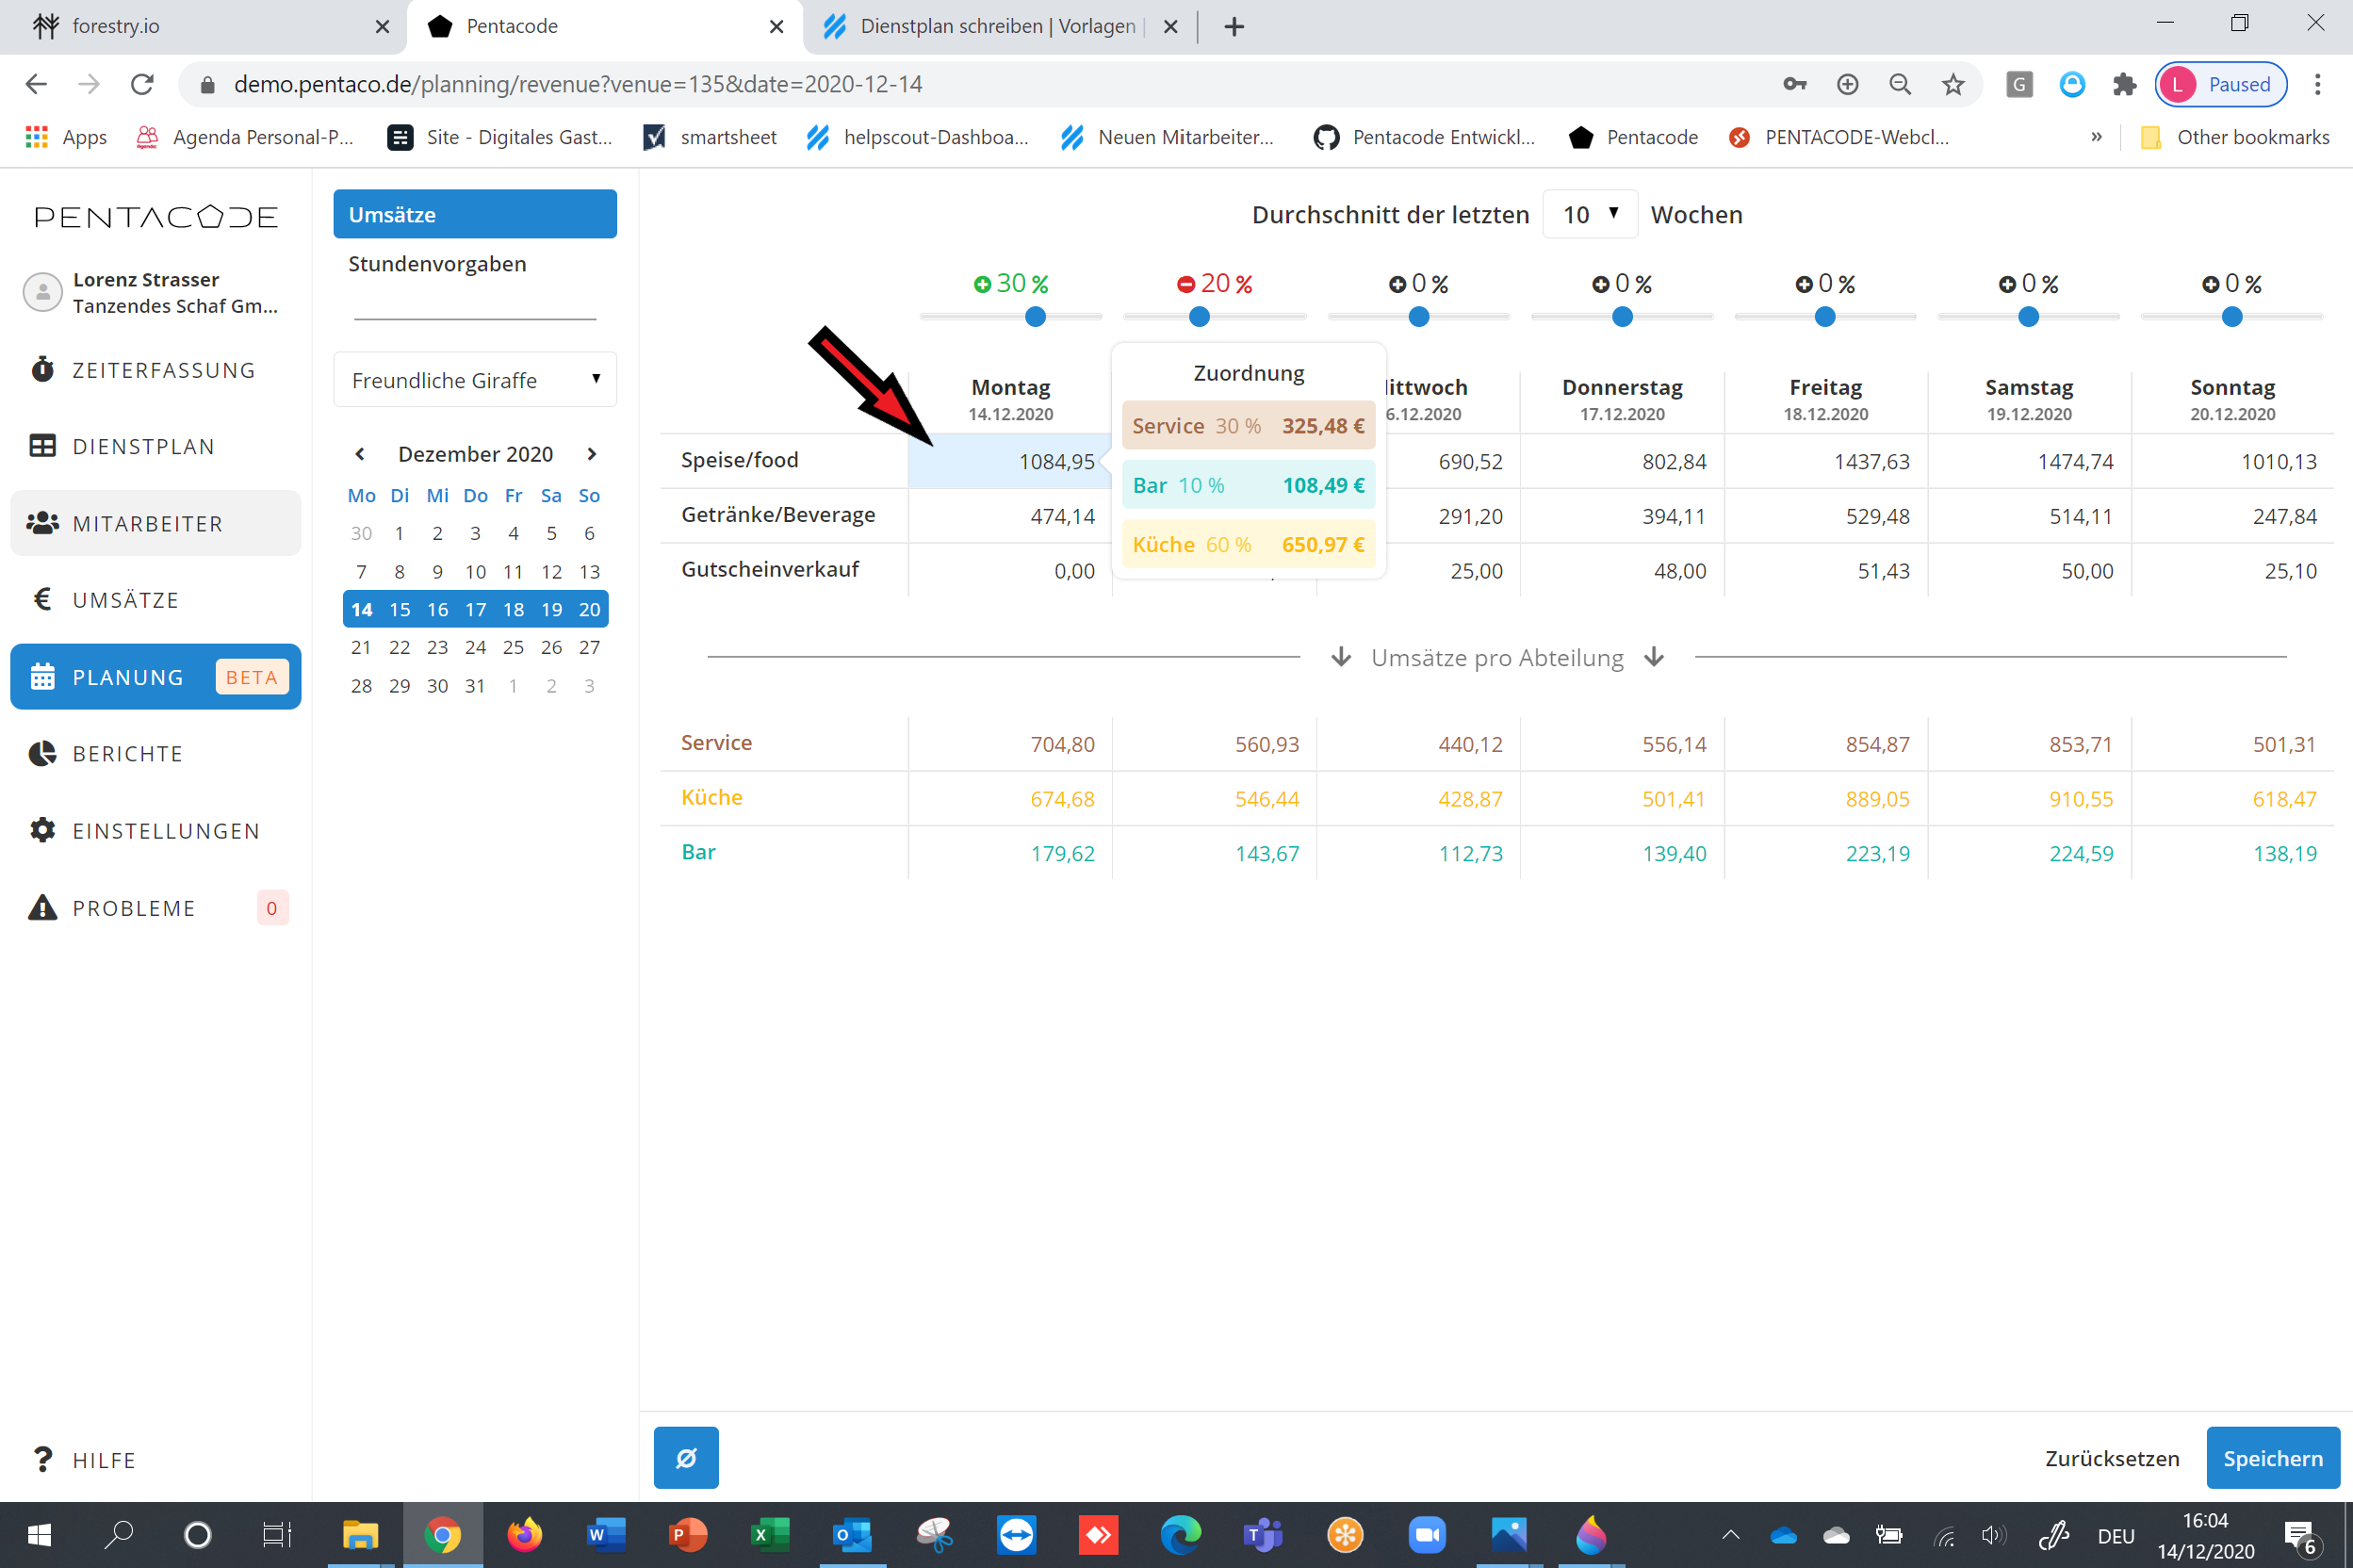 forestry.io
Pentacode
Dienstplan schreiben | Vorlagen |
demo.pentaco.de/planning/revenue?venue=135&date=2020-12-14
G
L Paused
Apps
Agenda Personal-P...
Site - Digitales Gast...
smartsheet
helpscout-Dashboa...
Neuen Mitarbeiter...
Pentacode Entwickl...
Pentacode
PENTACODE-Webcl...
»
Other bookmarks
PENTACODE
Lorenz Strasser
Tanzendes Schaf Gm...
ZEITERFASSUNG
DIENSTPLAN
MITARBEITER
€ UMSÄTZE
PLANUNG BETA
BERICHTE
EINSTELLUNGEN
PROBLEME 0
? HILFE
Umsätze
Stundenvorgaben
Freundliche Giraffe
Dezember 2020
Mo Di Mi Do Fr Sa So
30 1 2 3 4 5 6
7 8 9 10 11 12 13
14 15 16 17 18 19 20
21 22 23 24 25 26 27
28 29 30 31 1 2 3
Durchschnitt der letzten 10 Wochen
30 % 20 % 0 % 0 % 0 % 0 % 0 %
Montag ittwoch Donnerstag Freitag Samstag Sonntag
14.12.2020 6.12.2020 17.12.2020 18.12.2020 19.12.2020 20.12.2020
Speise/food 1084,95 690,52 802,84 1437,63 1474,74 1010,13
Getränke/Beverage 474,14 291,20 394,11 529,48 514,11 247,84
Gutscheinverkauf 0,00 25,00 48,00 51,43 50,00 25,10
Zuordnung
Service 30 % 325,48 €
Bar 10 % 108,49 €
Küche 60 % 650,97 €
Umsätze pro Abteilung
Service 704,80 560,93 440,12 556,14 854,87 853,71 501,31
Küche 674,68 546,44 428,87 501,41 889,05 910,55 618,47
Bar 179,62 143,67 112,73 139,40 223,19 224,59 138,19
Ø
Zurücksetzen
Speichern
W
P
X
O
T
DEU
16:04
14/12/2020
6